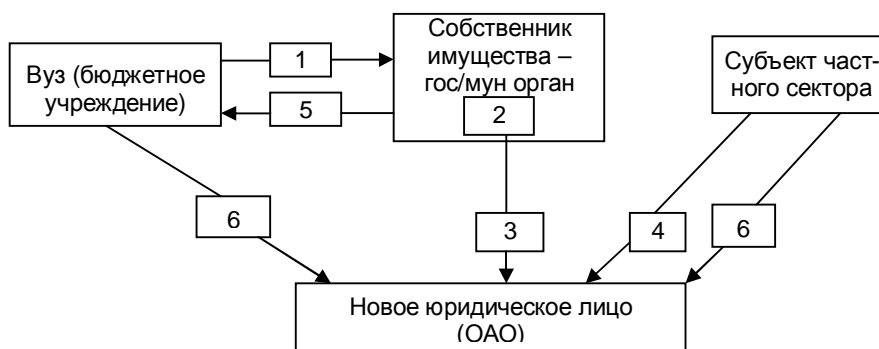 Вуз (бюджетное
учреждение)
1
5
Собственник
имущества –
гос/мун орган
2
Субъект част-
ного сектора
6
3
4
6
Новое юридическое лицо
(ОАО)